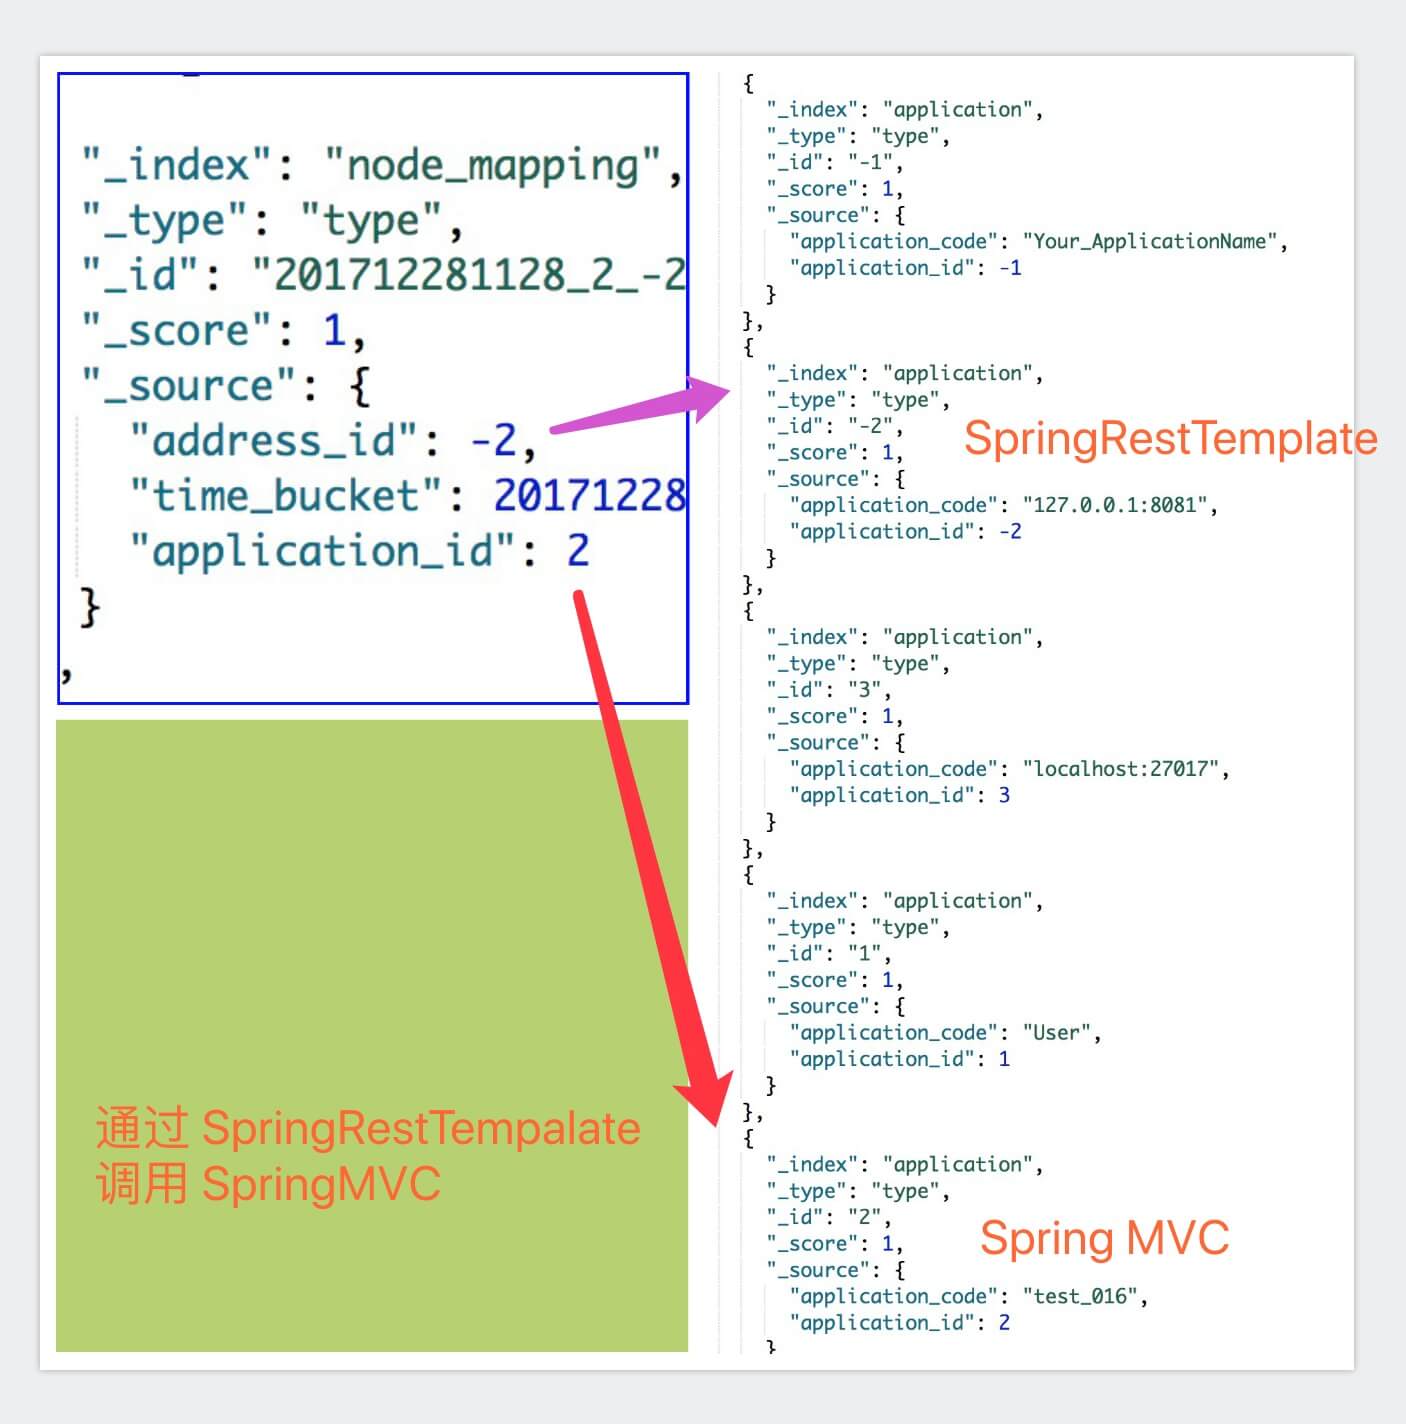 "_index": "node_mapping",
"_type": "type",
"_id": "201712281128_2_-2
"_score": 1,
"_source": {
"address_id": -2,
"time_bucket": 20171228
"application_id": 2
}
,
通过 SpringRestTempalate
调用 SpringMVC
{
"_index": "application",
"_type": "type",
"_id": "-1",
"_score": 1,
"_source": {
"application_code": "Your_ApplicationName",
"application_id": -1
}
},
{
"_index": "application",
"_type": "type",
"_id": "-2",
SpringRestTemplate
"_score": 1,
"_source": {
"application_code": "127.0.0.1:8081",
"application_id": -2
}
},
{
"_index": "application",
"_type": "type",
"_id": "3",
"_score": 1,
"_source": {
"application_code": "localhost:27017",
"application_id": 3
}
},
{
"_index": "application",
"_type": "type",
"_id": "1",
"_score": 1,
"_source": {
"application_code": "User",
"application_id": 1
}
},
{
"_index": "application",
"_type": "type",
"_id": "2",
Spring MVC
"_score": 1,
"_source": {
"application_code": "test_016",
"application_id": 2
}